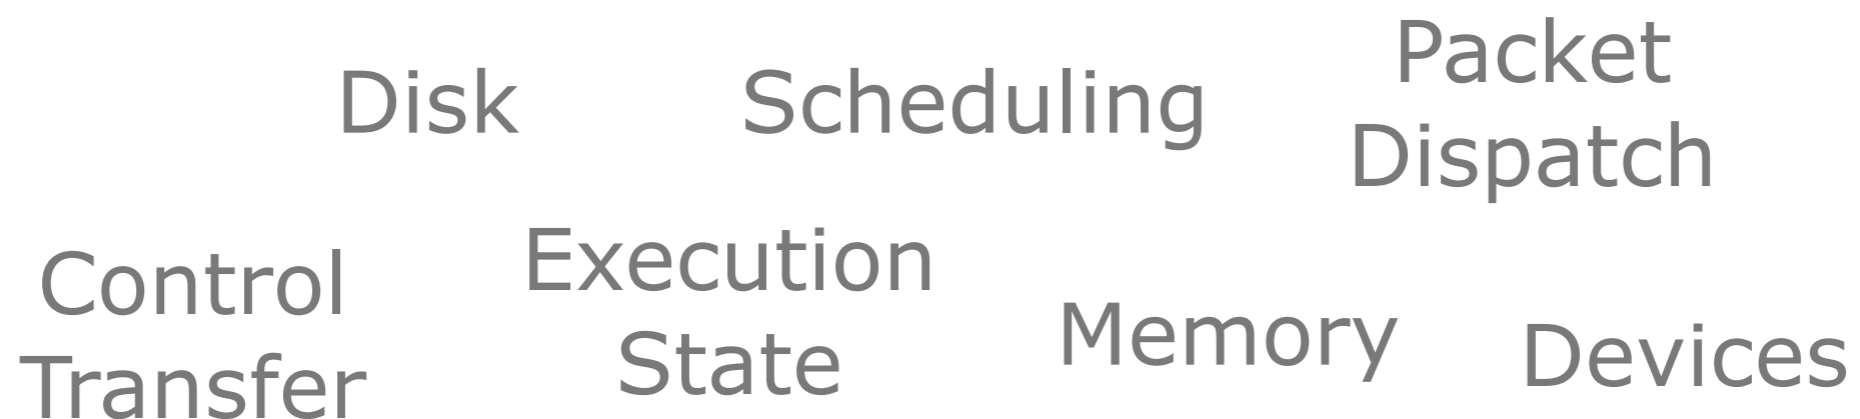 Disk
Scheduling
Packet
Dispatch
Control
Transfer
Execution
State
Memory
Devices